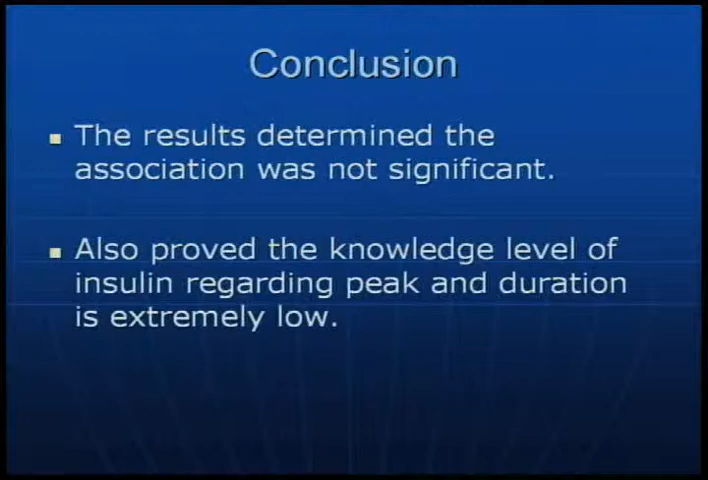 Conclusion
The results determined the
association was not significant.
Also proved the knowledge level of
insulin regarding peak and duration
is extremely low.